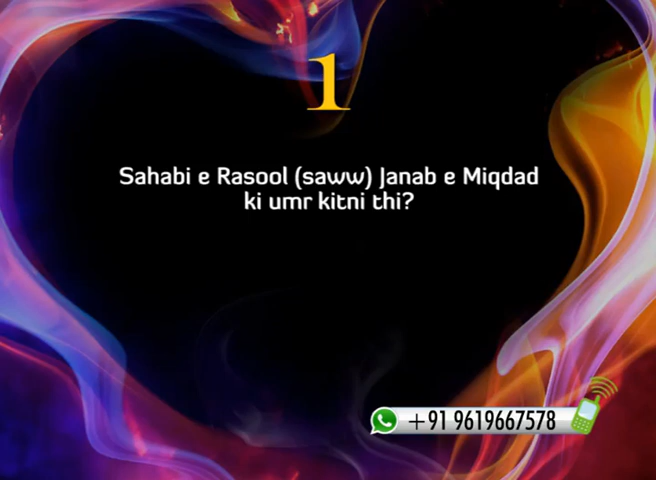 1
Sahabi e Rasool (saww) Janab e Miqdad
ki umr kitni thi?
+91 9619667578